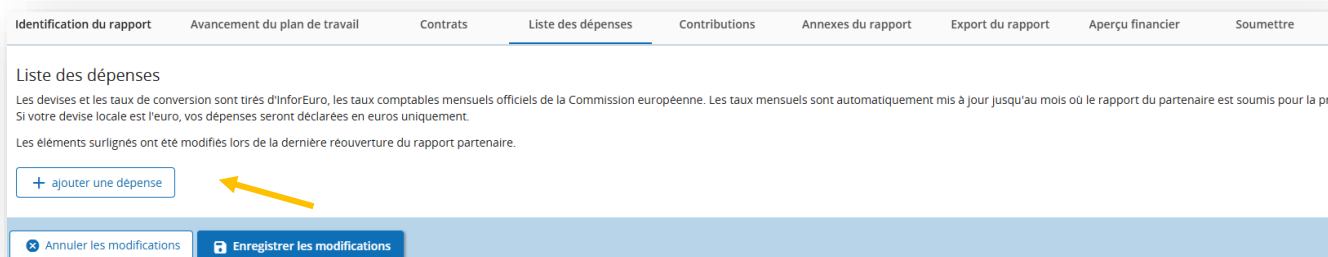 Identification du rapport Avancement du plan de travail Contrats Liste des dépenses Contributions Annexes du rapport Export du rapport Aperçu financier Soumettre
Liste des dépenses
Les devises et les taux de conversion sont tirés d'InforEuro, les taux comptables mensuels officiels de la Commission européenne. Les taux mensuels sont automatiquement mis à jour jusqu'au mois où le rapport du partenaire est soumis pour la
Si votre devise locale est l'euro, vos dépenses seront déclarées en euros uniquement.
Les éléments surlignés ont été modifiés lors de la dernière réouverture du rapport partenaire.
+ ajouter une dépense
Annuler les modifications Enregistrer les modifications